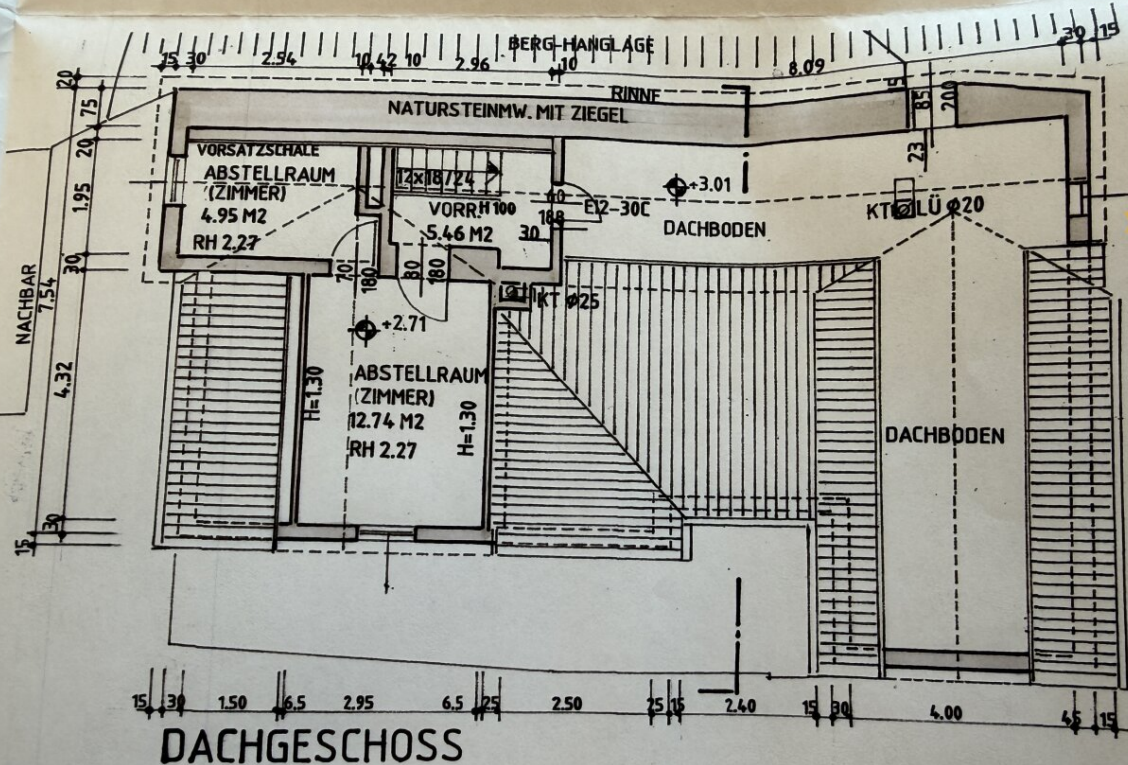 BERG-HANGLAGE
15 30 2.54 10 42 10 2.96 10 8.09 30 15
RINNE
NATURSTEINMW. MIT ZIEGEL
5 85 200
23
20 75 20 1.95 30 4.32 30 15
7.54
NACHBAR
VORSATZSCHALE
ABSTELLRAUM
(ZIMMER)
4.95 M2
RH 2.27
12x18/24
VORR. H 100
5.46 M2
30
60
188
E12-30C
+3.01
DACHBODEN
KT LÜ ø20
70
180
80
180
KT ø25
+2.71
H=1.30
ABSTELLRAUM
(ZIMMER)
12.74 M2
RH 2.27
H=1.30
DACHBODEN
15 30 1.50 6.5 2.95 6.5 25 2.50 25 15 2.40 15 30 4.00 45 15
DACHGESCHOSS